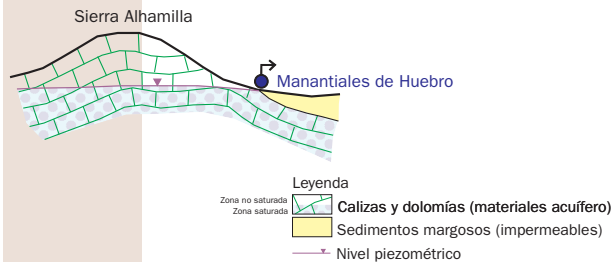 Sierra Alhamilla
Manantiales de Huebro
Leyenda
Zona no saturada
Zona saturada
Calizas y dolomías (materiales acuífero)
Sedimentos margosos (impermeables)
Nivel piezométrico